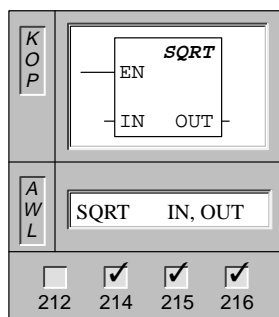 K
O
P
SQRT
EN
IN OUT
A
W
L
SQRT IN, OUT
212 214 215 216